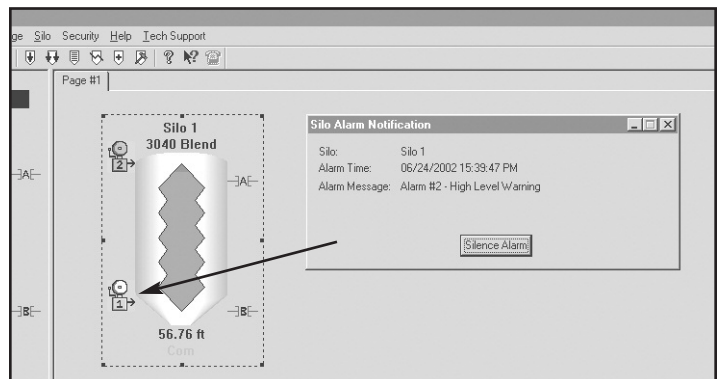 ge Silo Security Help Tech Support
Page #1
Silo 1
3040 Blend
2
A
A
1
B
B
56.76 ft
Com
Silo Alarm Notification
Silo: Silo 1
Alarm Time: 06/24/2002 15:39:47 PM
Alarm Message: Alarm #2 - High Level Warning
Silence Alarm